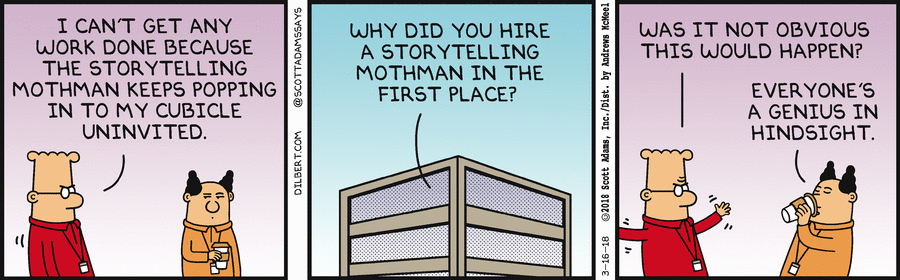 I CAN'T GET ANY
WORK DONE BECAUSE
THE STORYTELLING
MOTHMAN KEEPS POPPING
IN TO MY CUBICLE
UNINVITED.
DILBERT.COM @SCOTTADAMSSAYS
WHY DID YOU HIRE
A STORYTELLING
MOTHMAN IN THE
FIRST PLACE?
3-16-18 ©2018 Scott Adams, Inc./Dist. by Andrews McMeel
WAS IT NOT OBVIOUS
THIS WOULD HAPPEN?
EVERYONE'S
A GENIUS IN
HINDSIGHT.